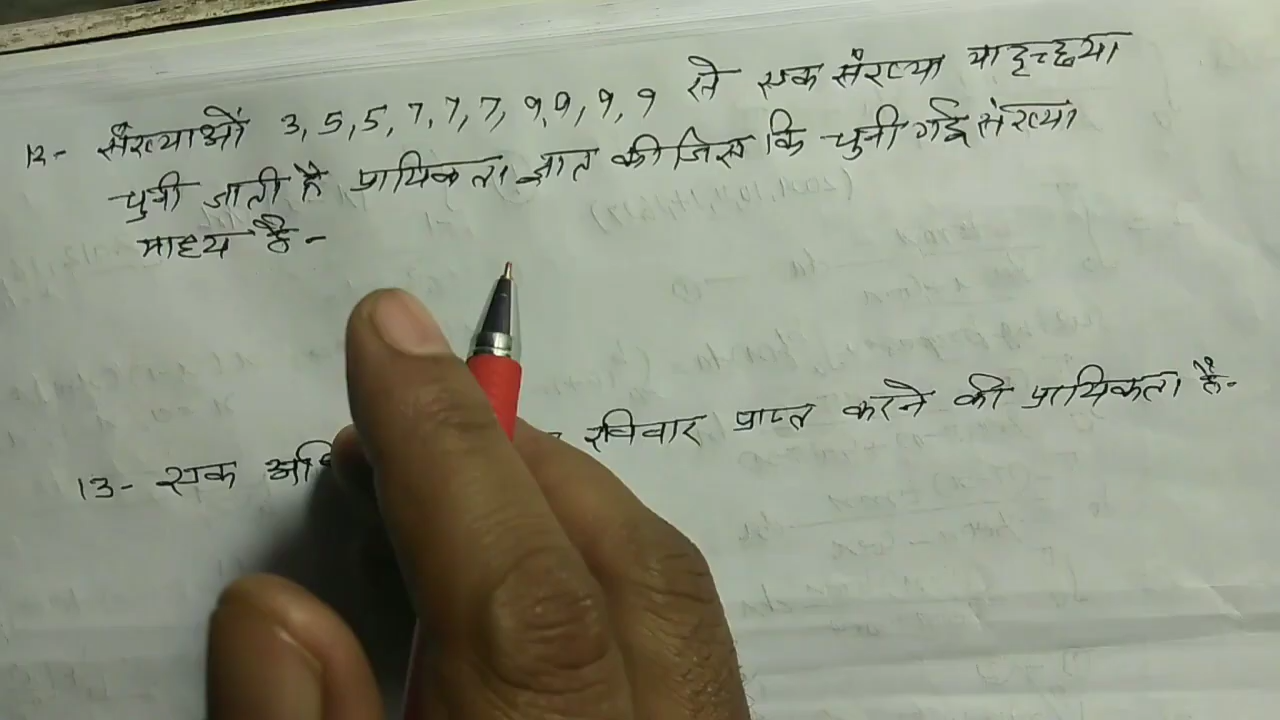 12- संख्याओं 3, 5, 5, 7, 7, 7, 9, 9, 9, 9 से एक संख्या यादृच्छया
चुनी जाती है प्रायिकता ज्ञात कीजिए कि चुनी गई संख्या
माध्य है-
13- एक रविवार प्राप्त करने की प्रायिकता है-